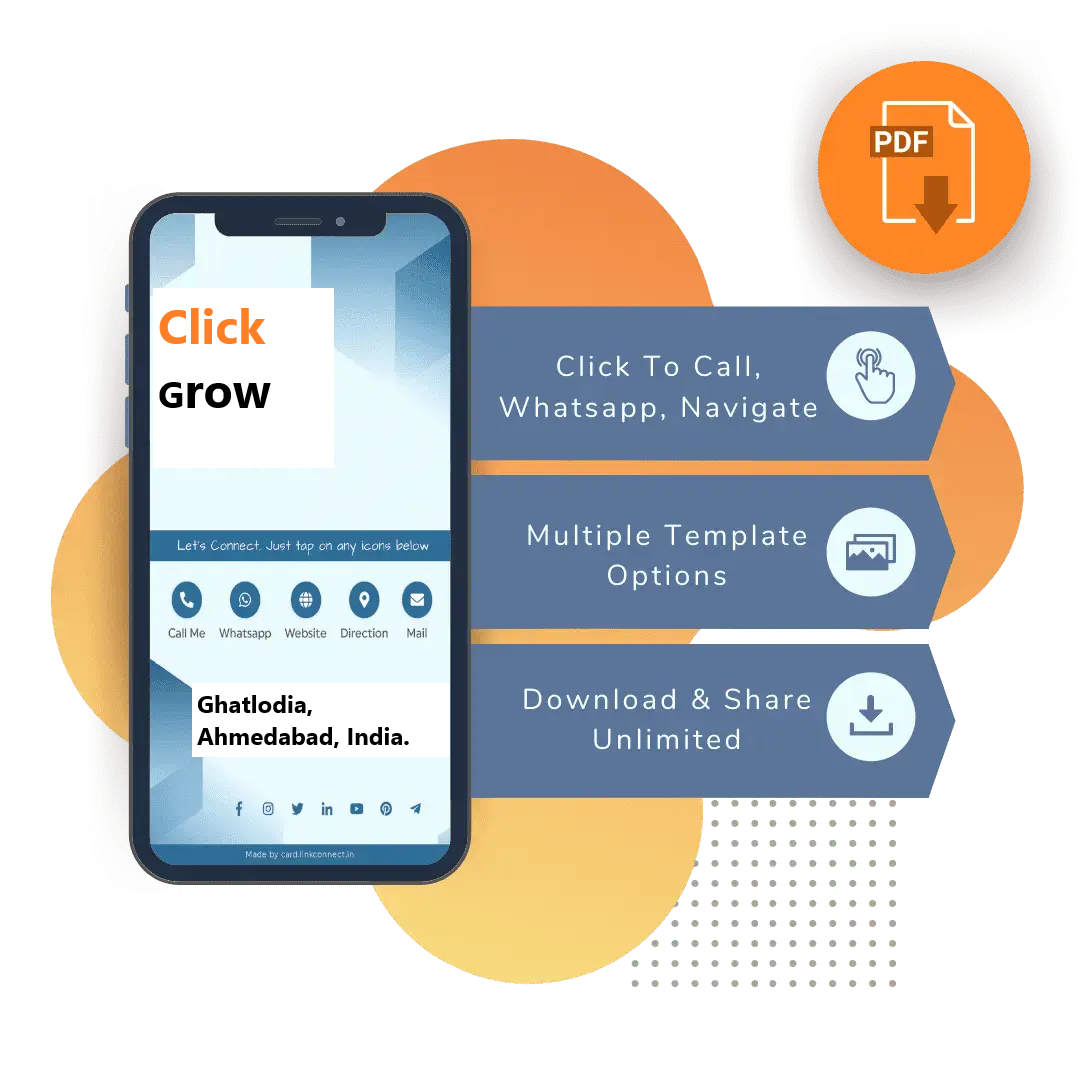 PDF
Click
Grow
Click To Call,
Whatsapp, Navigate
Multiple Template
Options
Let's Connect. Just tap on any icons below
Call Me Whatsapp Website Direction Mail
Ghatlodia,
Ahmedabad, India.
Download & Share
Unlimited
Made by card.linkconnect.in